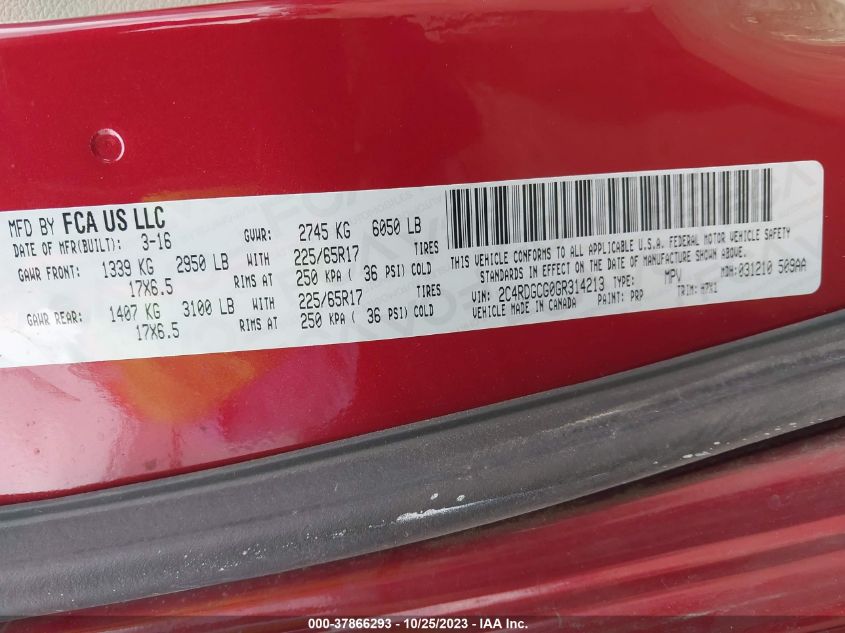 MFD BY FCA US LLC
DATE OF MFR(BUILT): 3-16 GVWR: 2745 KG 6050 LB
GAWR FRONT: 1339 KG 2950 LB WITH 225/65R17 TIRES
17X6.5 RIMS AT 250 KPA ( 36 PSI) COLD
GAWR REAR: 1407 KG 3100 LB WITH 225/65R17 TIRES
17X6.5 RIMS AT 250 KPA ( 36 PSI) COLD
THIS VEHICLE CONFORMS TO ALL APPLICABLE U.S.A. FEDERAL MOTOR VEHICLE SAFETY
STANDARDS IN EFFECT ON THE DATE OF MANUFACTURE SHOWN ABOVE.
VIN: 2C4RDGCG0GR314213 TYPE: MPV MDH: 031210 509AA
VEHICLE MADE IN CANADA PAINT: PRP TRIM: H7X1
000-37866293 - 10/25/2023 - Copyright © 2023 IAA, Inc.